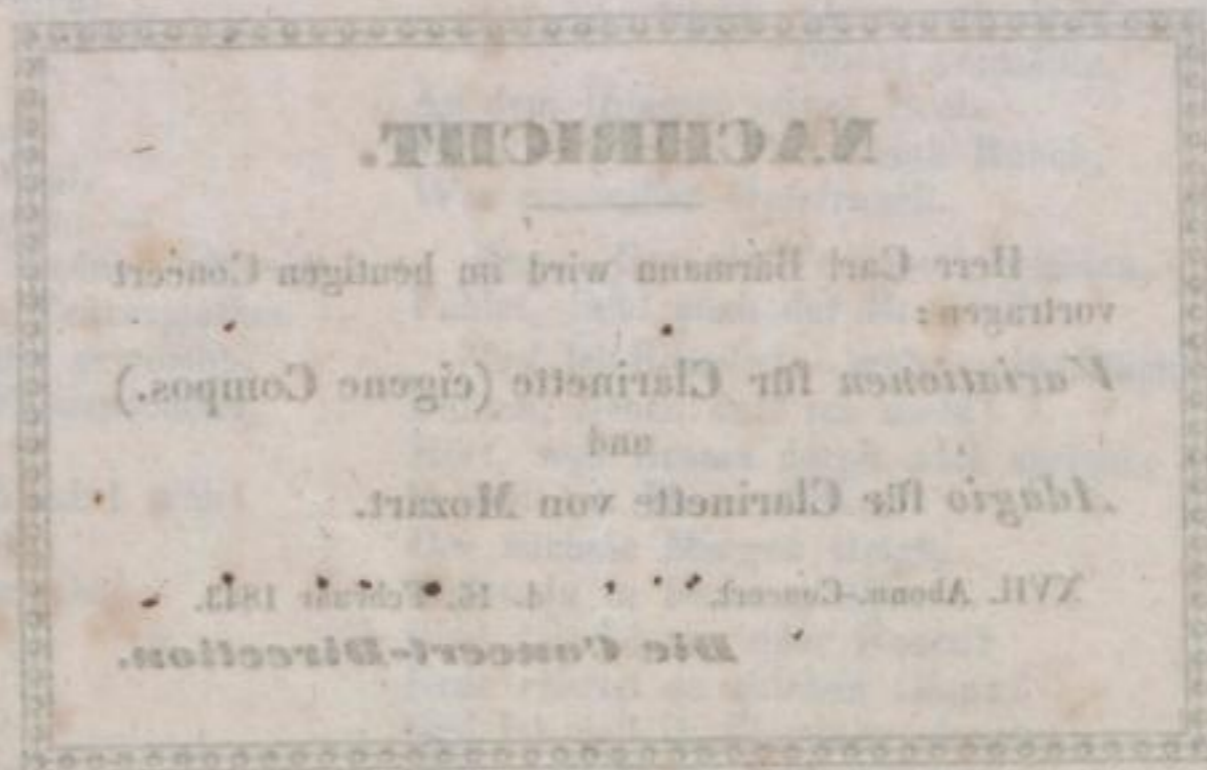 NACHRICHT.
Herr Carl Bärmann wird im heutigen Concert
vortragen:
Variationen für Clarinette (eigene Compos.)
und
Adagio für Clarinette von Mozart.
XVII. Abonn.-Concert, d. 16. Februar 1843.
Die Concert-Direction.